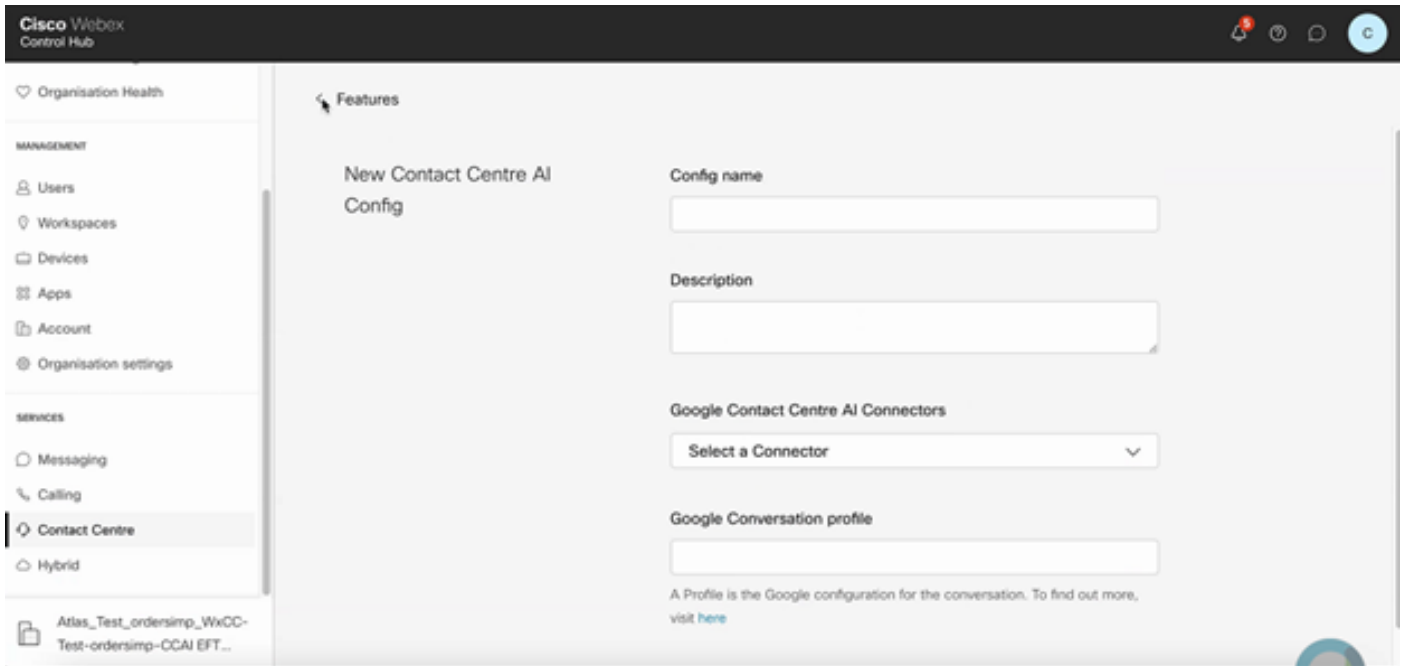 Cisco Webex
Control Hub
5
C
Organisation Health
MANAGEMENT
Users
Workspaces
Devices
Apps
Account
Organisation settings
SERVICES
Messaging
Calling
Contact Centre
Hybrid
Atlas_Test_ordersimp_WxCC-
Test-ordersimp-CCAI EFT...
Features
New Contact Centre AI
Config
Config name
Description
Google Contact Centre AI Connectors
Select a Connector
Google Conversation profile
A Profile is the Google configuration for the conversation. To find out more,
visit here